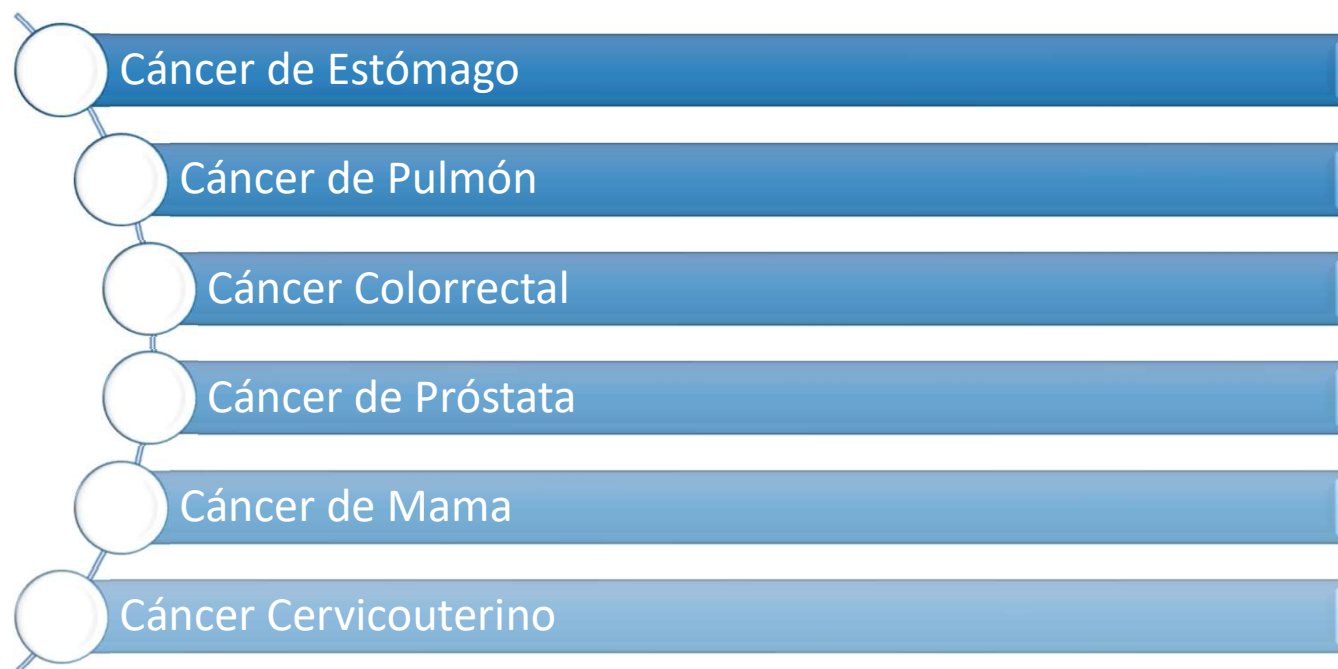 Cáncer de Estómago
Cáncer de Pulmón
Cáncer Colorrectal
Cáncer de Próstata
Cáncer de Mama
Cáncer Cervicouterino